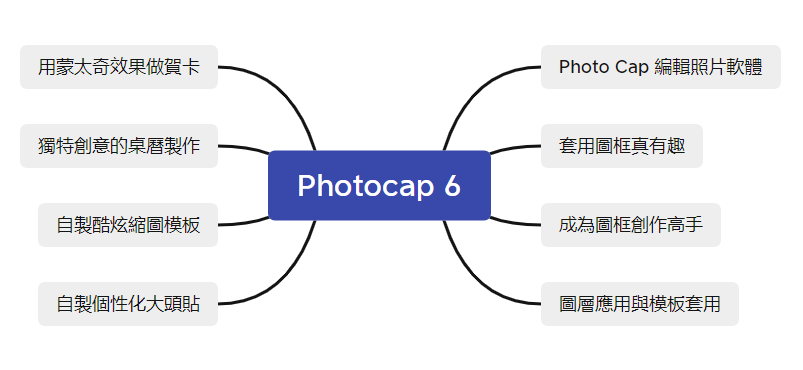 Photocap 6
Photo Cap 編輯照片軟體
套用圖框真有趣
成為圖框創作高手
圖層應用與模板套用
用蒙太奇效果做賀卡
獨特創意的桌曆製作
自製酷炫縮圖模板
自製個性化大頭貼